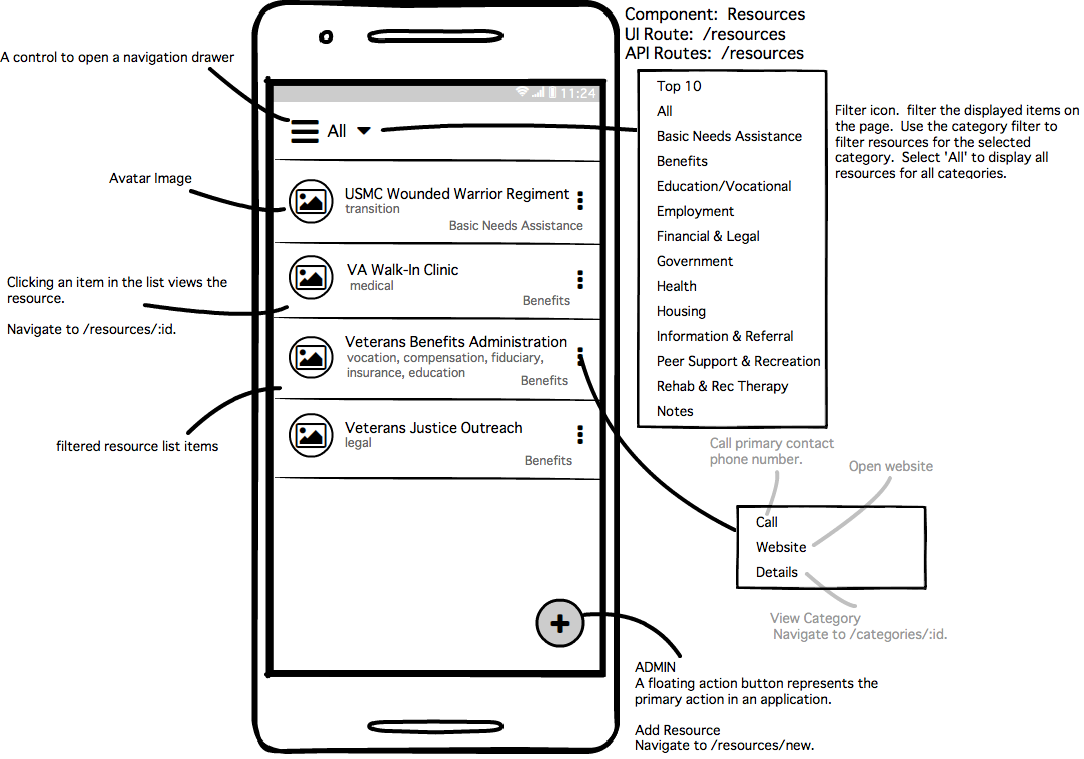 Component:  Resources
UI Route:  /resources
API Routes:  /resources
A control to open a navigation drawer
11:24
All
Top 10
All
Basic Needs Assistance
Benefits
Education/Vocational
Employment
Financial & Legal
Government
Health
Housing
Information & Referral
Peer Support & Recreation
Rehab & Rec Therapy
Notes
Filter icon.  filter the displayed items on
the page.  Use the category filter to
filter resources for the selected
category.  Select 'All' to display all
resources for all categories.
Avatar Image
USMC Wounded Warrior Regiment
transition
Basic Needs Assistance
Clicking an item in the list views the
resource.
Navigate to /resources/:id.
VA Walk-In Clinic
medical
Benefits
Veterans Benefits Administration
vocation, compensation, fiduciary,
insurance, education
Benefits
filtered resource list items
Veterans Justice Outreach
legal
Benefits
Call primary contact
phone number.
Open website
Call
Website
Details
View Category
Navigate to /categories/:id.
ADMIN
A floating action button represents the
primary action in an application.
Add Resource
Navigate to /resources/new.